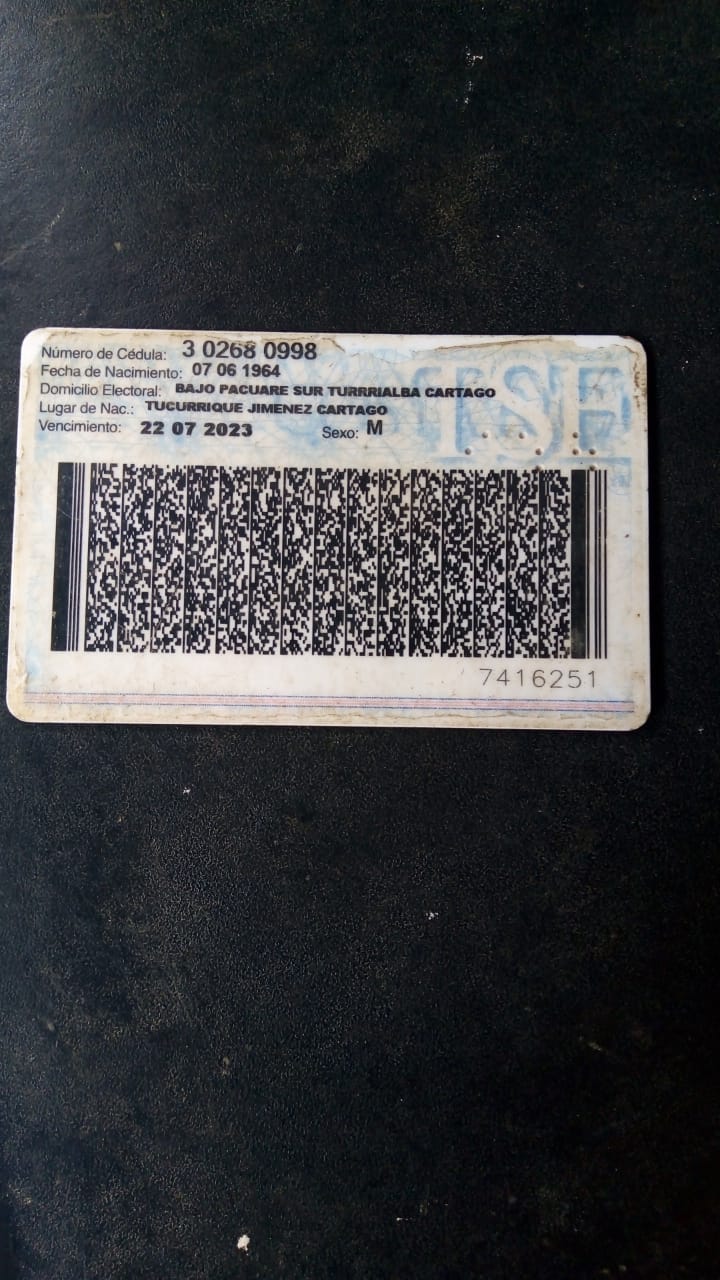 Número de Cédula: 3 0268 0998
Fecha de Nacimiento: 07 06 1964
Domicilio Electoral: BAJO PACUARE SUR TURRRIALBA CARTAGO
Lugar de Nac.: TUCURRIQUE JIMENEZ CARTAGO
Vencimiento: 22 07 2023 Sexo: M
TSE
7416251